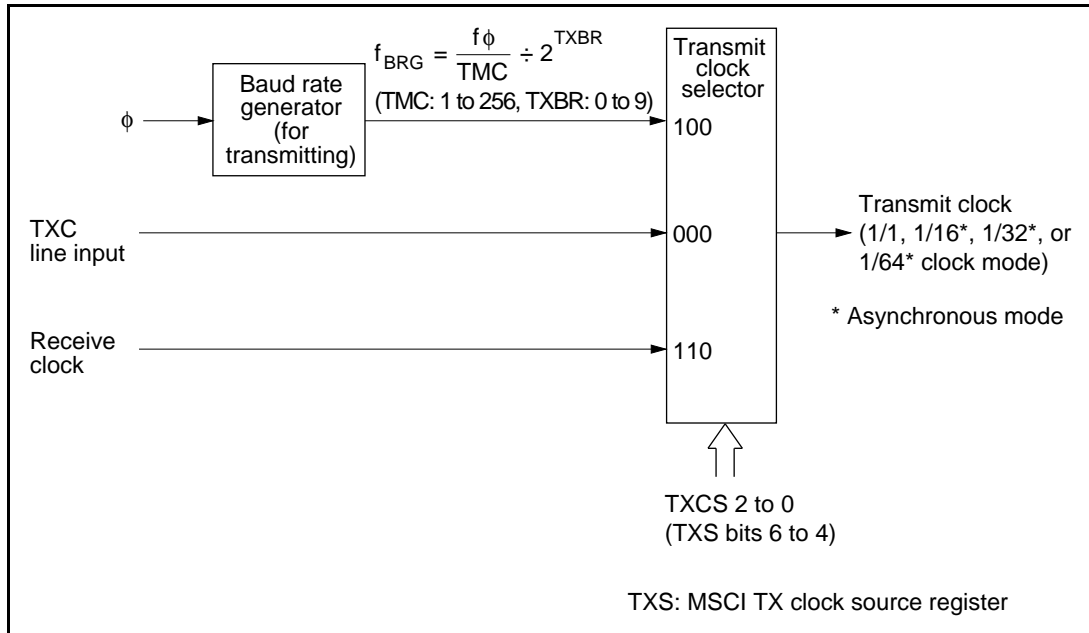 f BRG = fφ / TMC ÷ 2 TXBR
(TMC: 1 to 256, TXBR: 0 to 9)
Baud rate
generator
(for
transmitting)
φ
Transmit
clock
selector
100
TXC
line input
000
Transmit clock
(1/1, 1/16*, 1/32*, or
1/64* clock mode)
* Asynchronous mode
Receive
clock
110
TXCS 2 to 0
(TXS bits 6 to 4)
TXS: MSCI TX clock source register